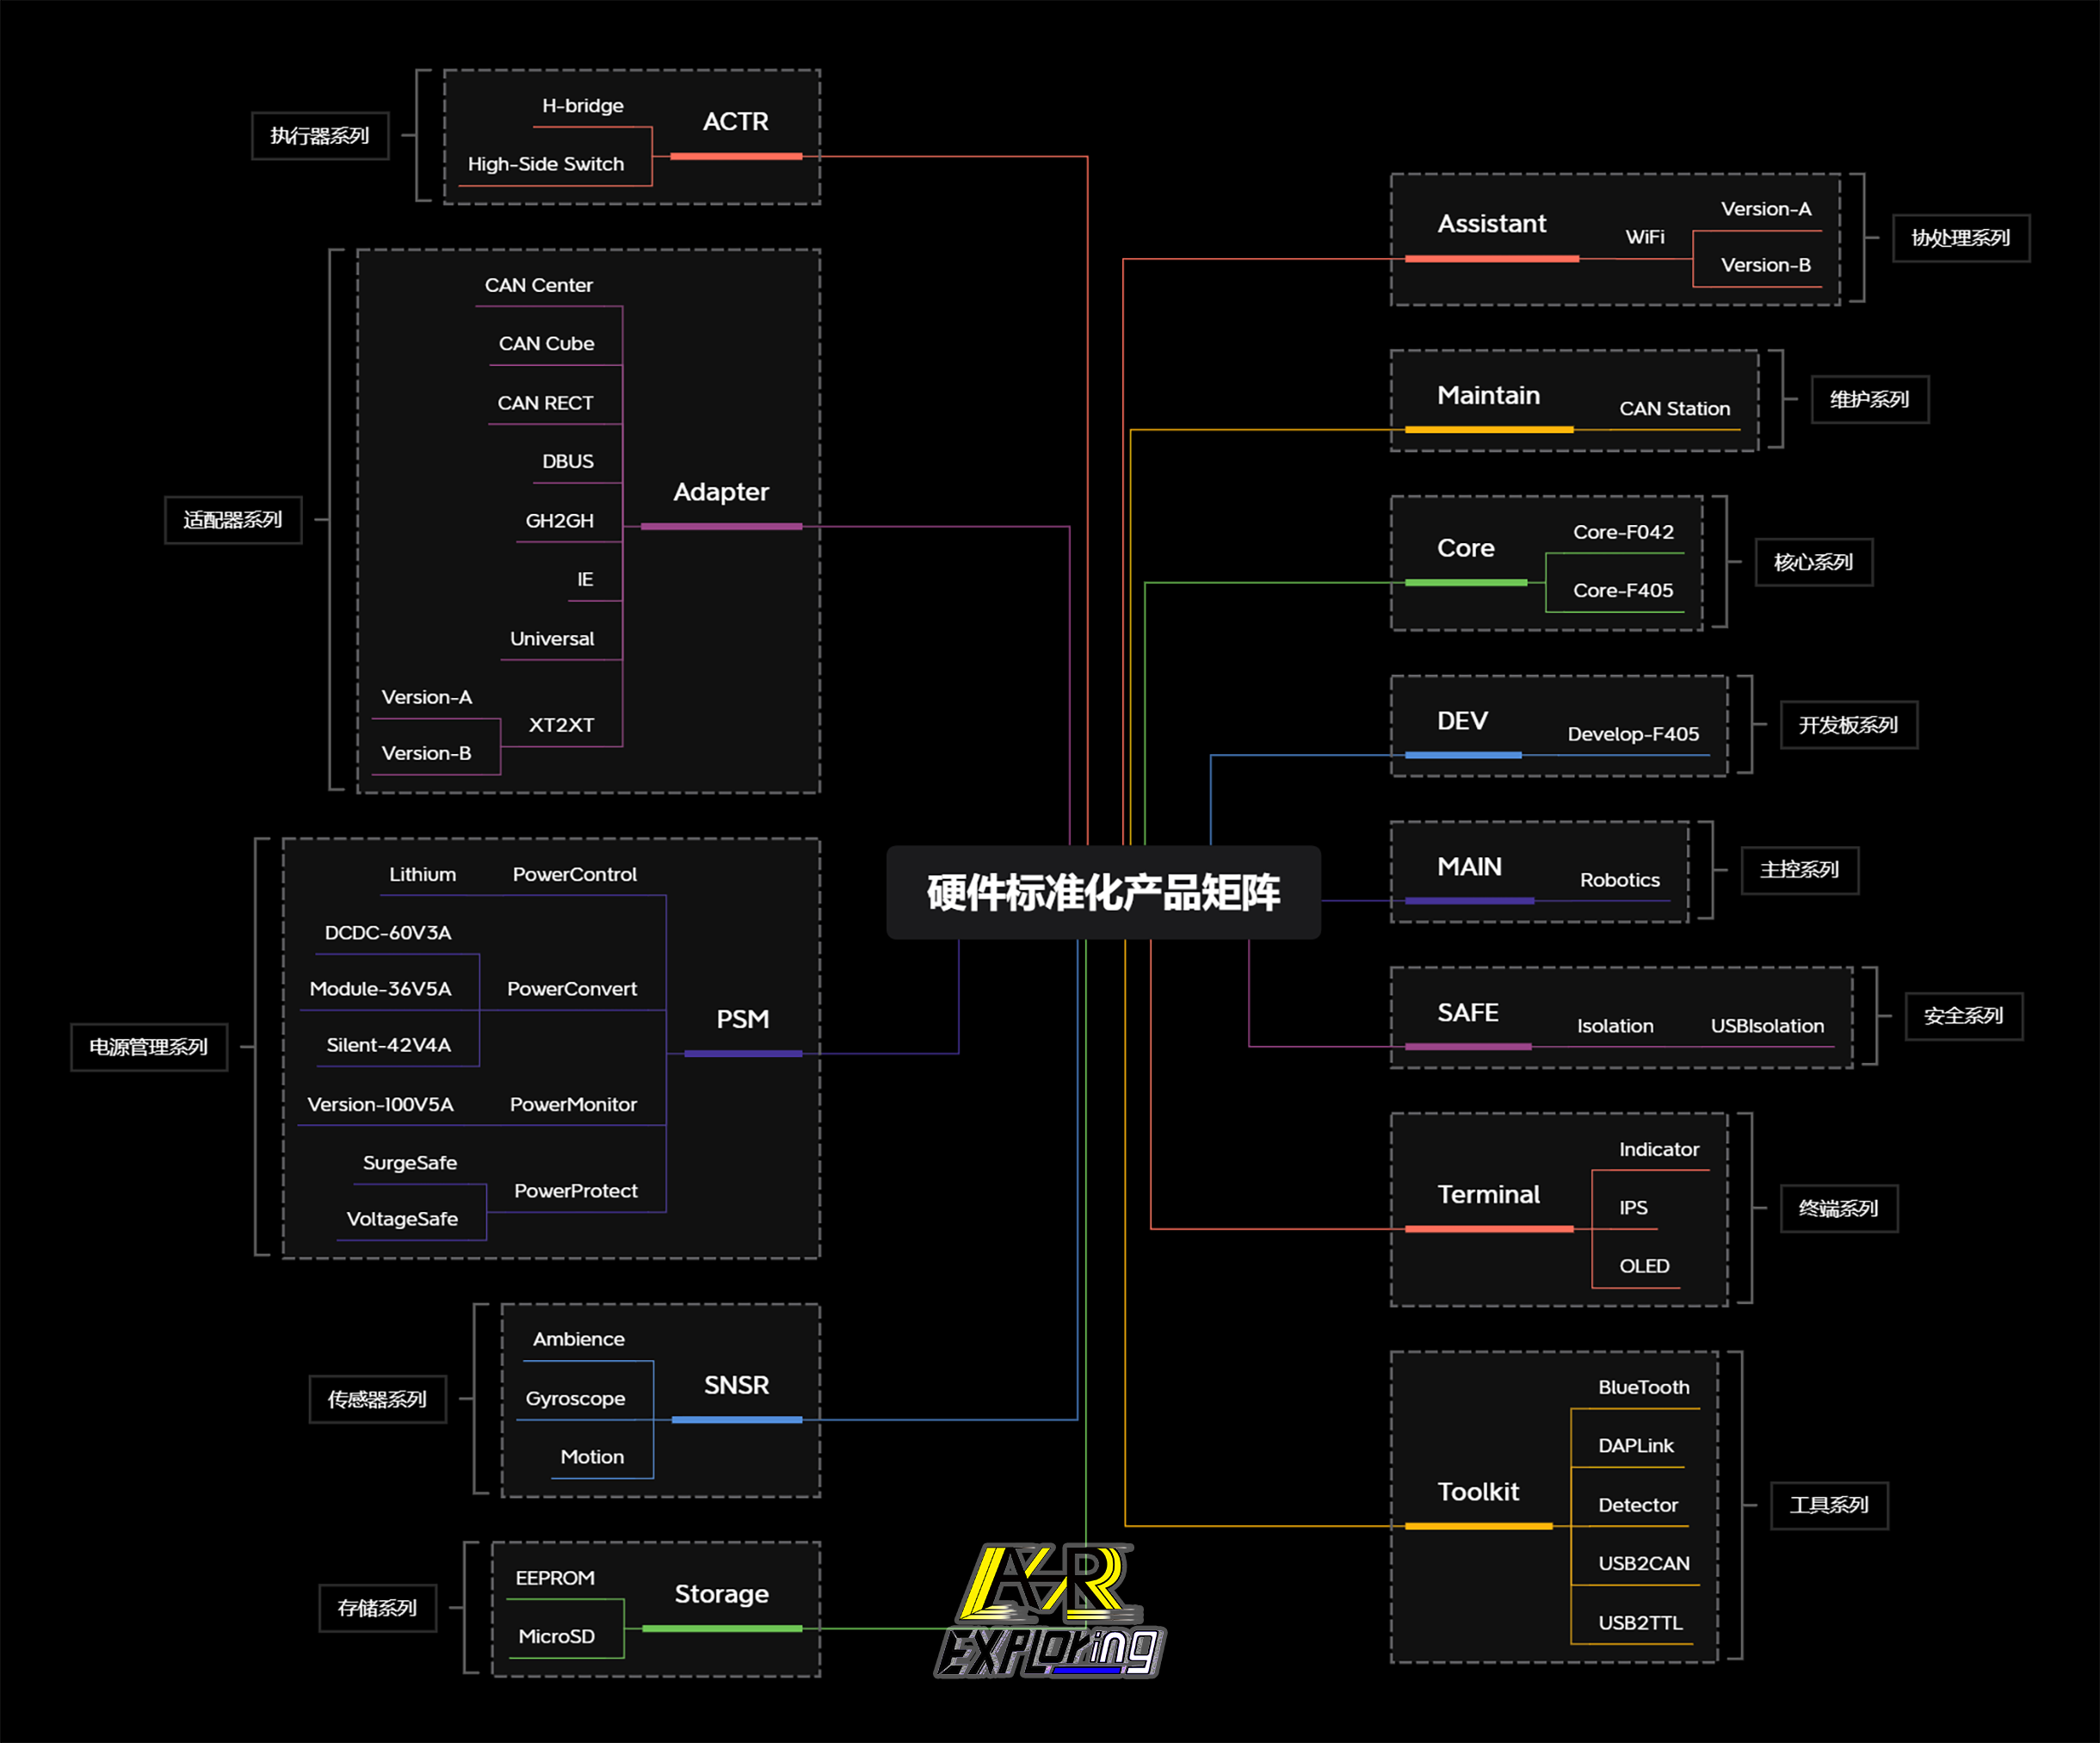 硬件标准化产品矩阵
执行器系列
H-bridge
High-Side Switch
ACTR
适配器系列
CAN Center
CAN Cube
CAN RECT
DBUS
GH2GH
IE
Universal
Version-A
Version-B
XT2XT
Adapter
电源管理系列
Lithium
PowerControl
DCDC-60V3A
Module-36V5A
Silent-42V4A
PowerConvert
Version-100V5A
PowerMonitor
SurgeSafe
VoltageSafe
PowerProtect
PSM
传感器系列
Ambience
Gyroscope
Motion
SNSR
存储系列
EEPROM
MicroSD
Storage
Assistant
WiFi
Version-A
Version-B
协处理系列
Maintain
CAN Station
维护系列
Core
Core-F042
Core-F405
核心系列
DEV
Develop-F405
开发板系列
MAIN
Robotics
主控系列
SAFE
Isolation
USBIsolation
安全系列
Terminal
Indicator
IPS
OLED
终端系列
Toolkit
BlueTooth
DAPLink
Detector
USB2CAN
USB2TTL
工具系列
EXPLORing